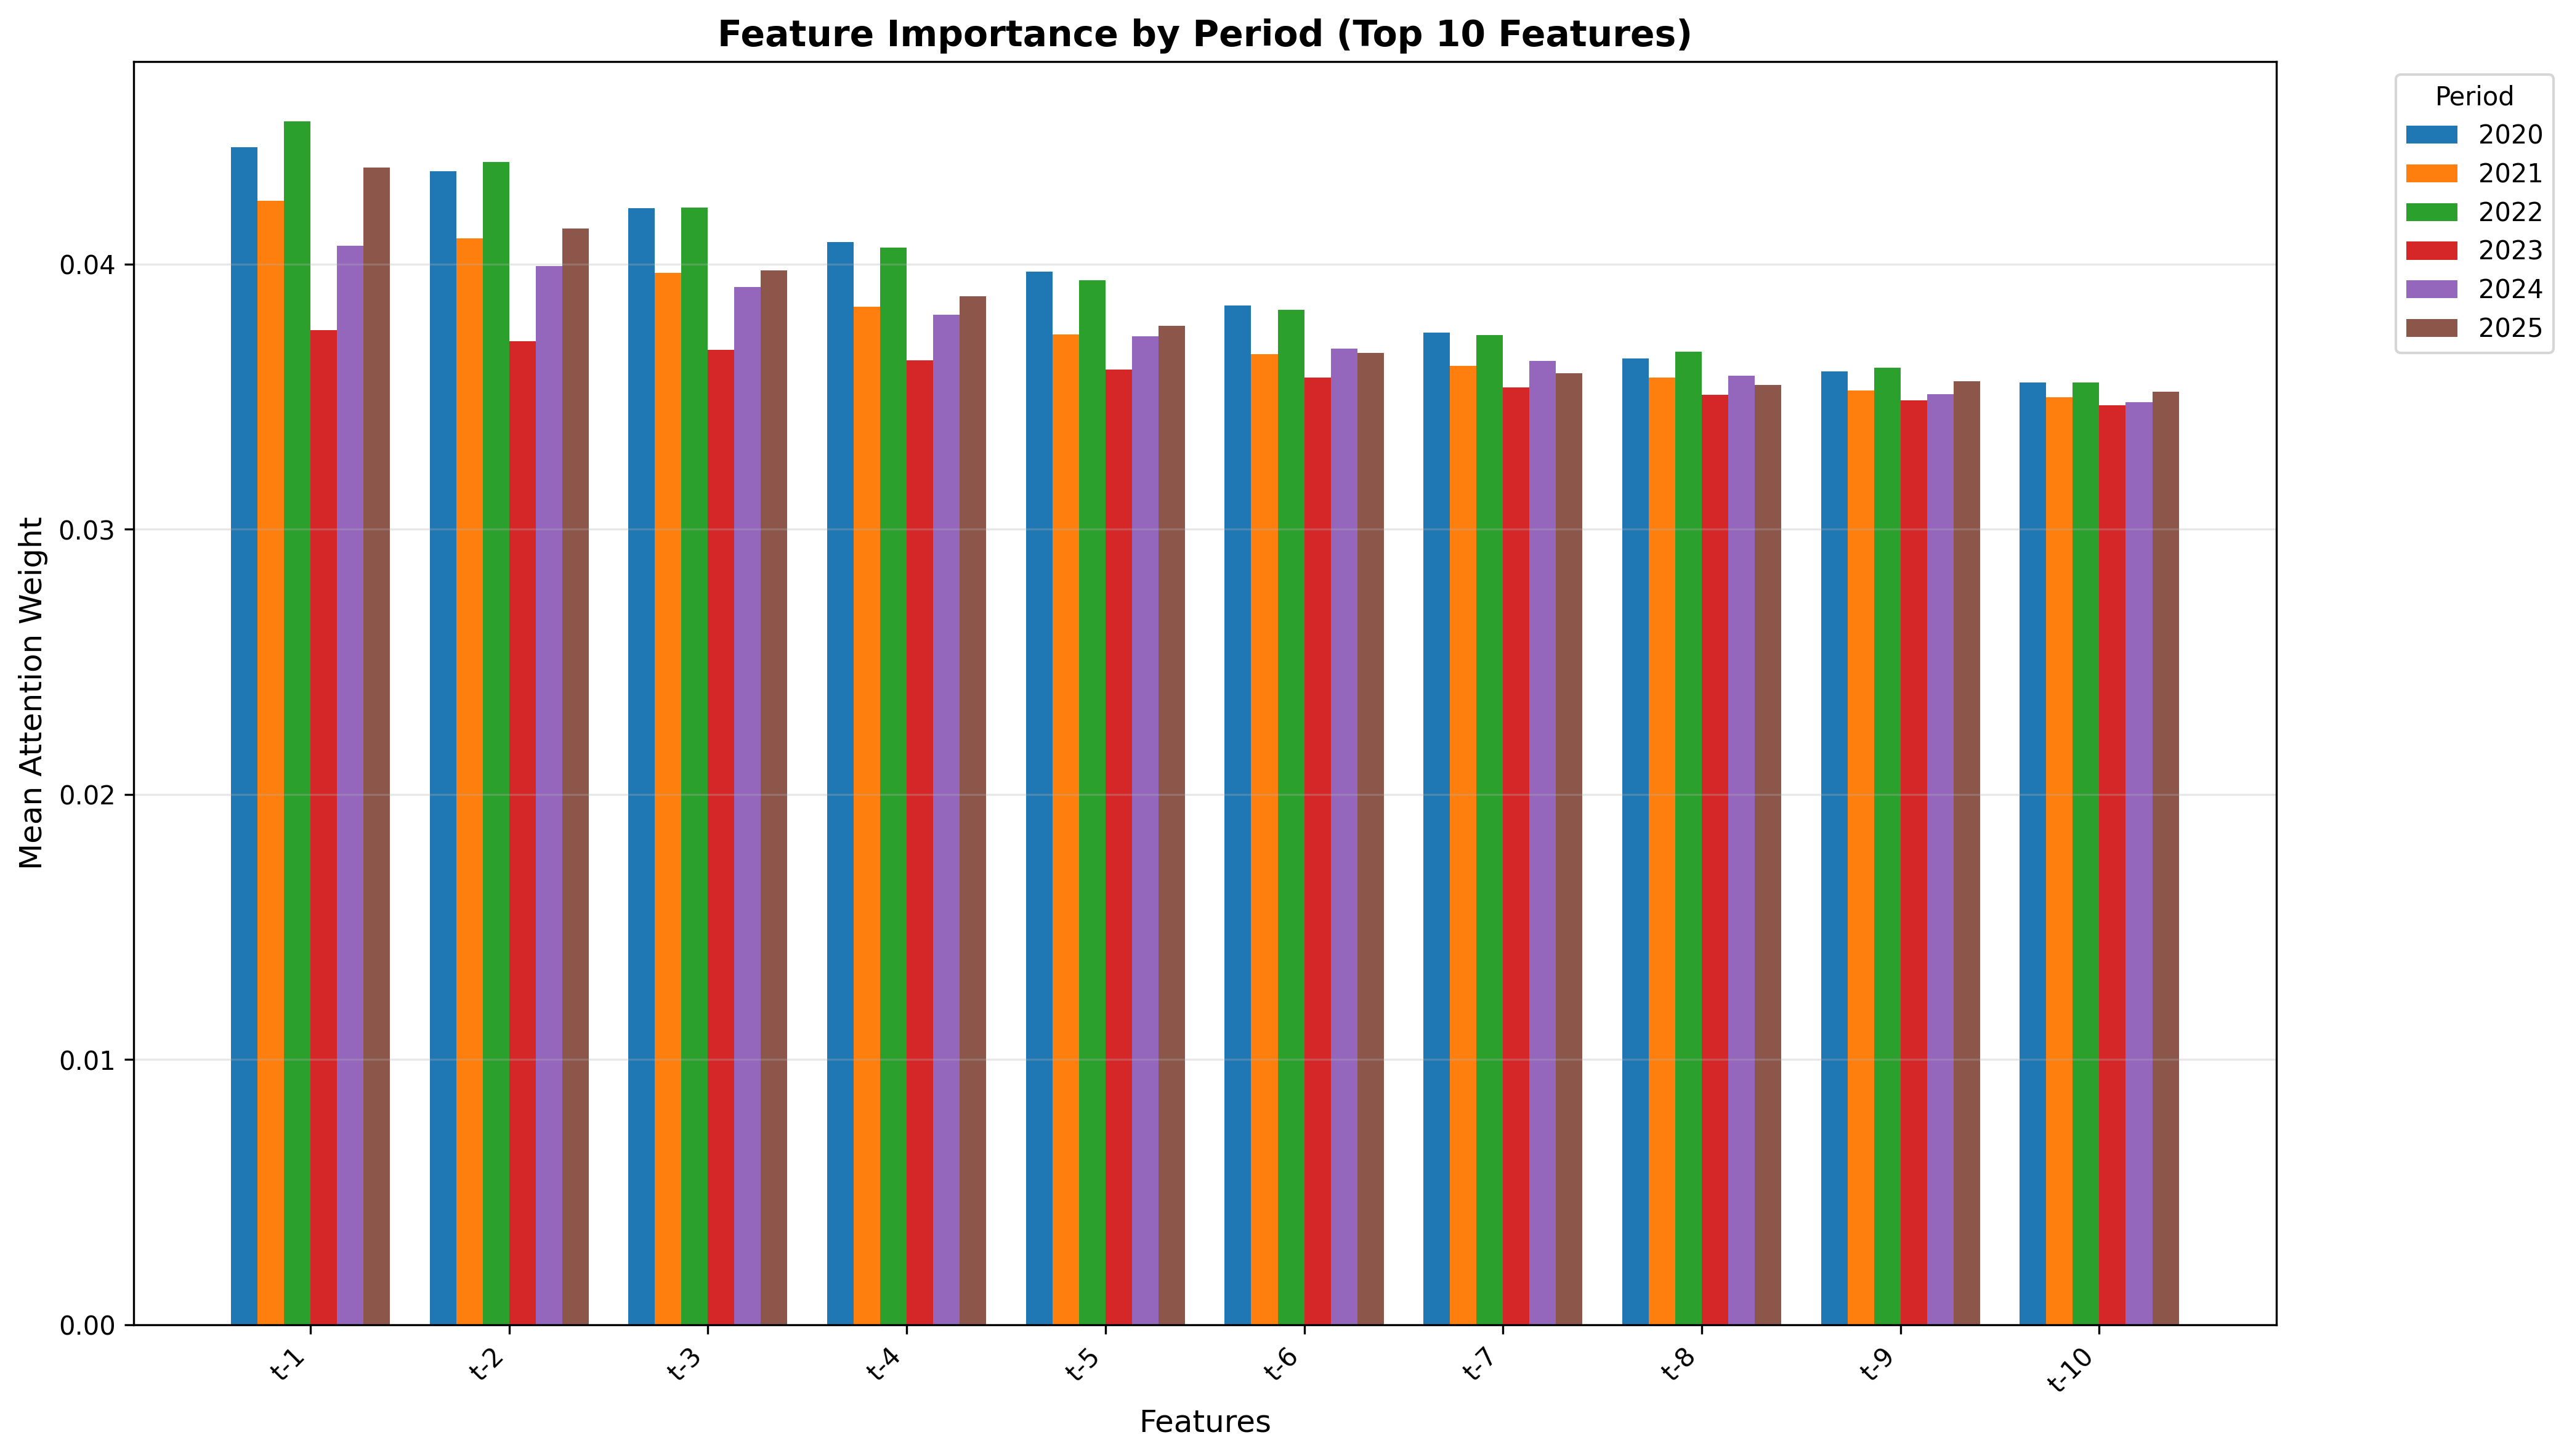 Feature Importance by Period (Top 10 Features)
Period
2020
2021
2022
2023
2024
2025
Mean Attention Weight
0.04
0.03
0.02
0.01
0.00
t-1
t-2
t-3
t-4
t-5
t-6
t-7
t-8
t-9
t-10
Features